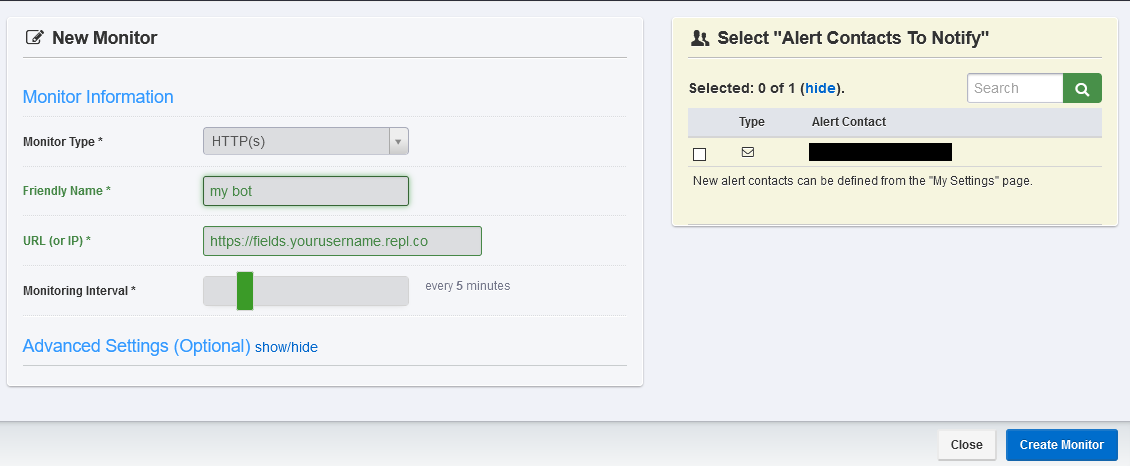 New Monitor
Monitor Information
Monitor Type *
HTTP(s)
Friendly Name *
my bot
URL (or IP) *
https://fields.yourusername.repl.co
Monitoring Interval *
every 5 minutes
Advanced Settings (Optional) show/hide
Select "Alert Contacts To Notify"
Selected: 0 of 1 (hide).
Search
Type Alert Contact
New alert contacts can be defined from the "My Settings" page.
Close
Create Monitor